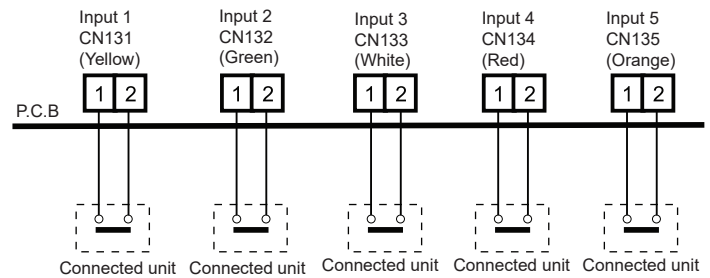 Input 1
CN131
(Yellow)
Input 2
CN132
(Green)
Input 3
CN133
(White)
Input 4
CN134
(Red)
Input 5
CN135
(Orange)
1 2
1 2
1 2
1 2
1 2
P.C.B
Connected unit
Connected unit
Connected unit
Connected unit
Connected unit